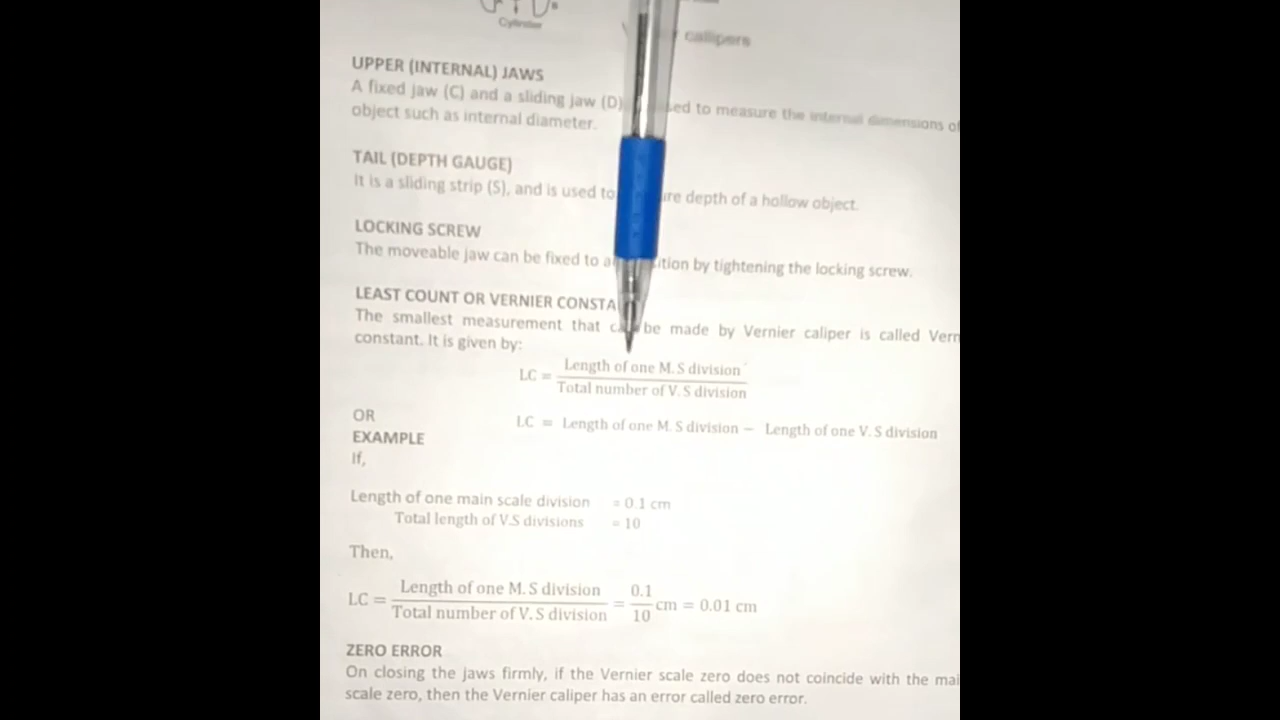 Cylinder
callipers
UPPER (INTERNAL) JAWS
A fixed jaw (C) and a sliding jaw (D) to measure the internal dimensions of
object such as internal diameter.
TAIL (DEPTH GAUGE)
It is a sliding strip (S), and is used to depth of a hollow object.
LOCKING SCREW
The moveable jaw can be fixed to by tightening the locking screw.
LEAST COUNT OR VERNIER
The smallest measurement that be made by Vernier caliper is called
constant. It is given by:
LC = Length of one M. S division / Total number of V. S division
OR
LC = Length of one M. S division − Length of one V. S division
EXAMPLE
If,
Length of one main scale division = 0.1 cm
Total length of V.S divisions = 10
Then,
LC = Length of one M. S division / Total number of V. S division = 0.1 / 10 cm = 0.01 cm
ZERO ERROR
On closing the jaws firmly, if the Vernier scale zero does not coincide with the
scale zero, then the Vernier caliper has an error called zero error.